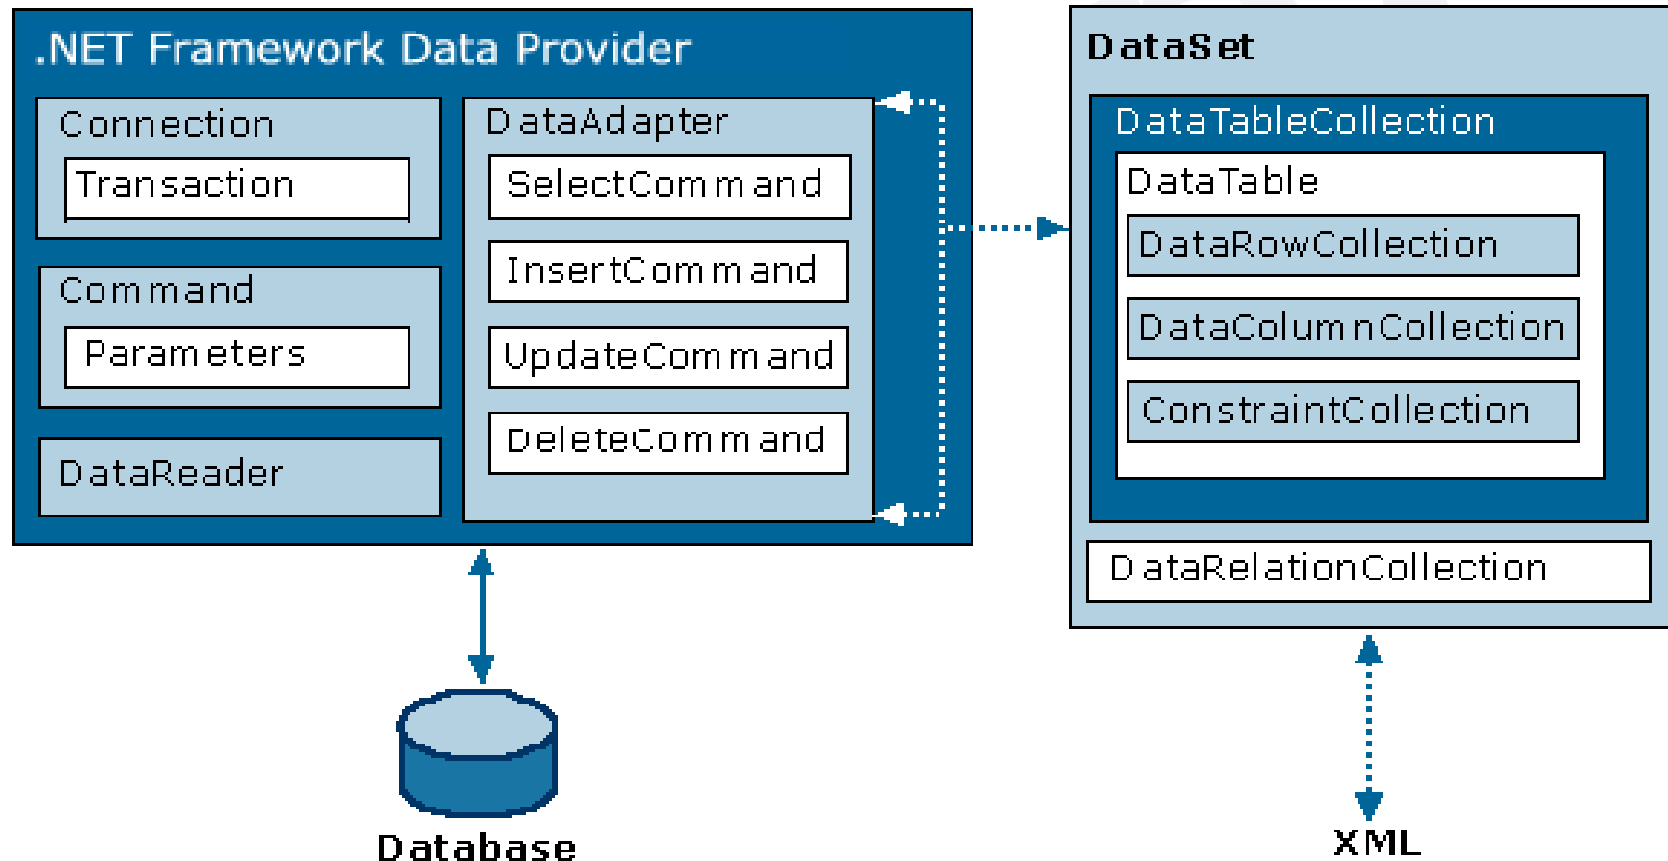 .NET Framework Data Provider
Connection
Transaction
Command
Parameters
DataReader
DataAdapter
SelectCommand
InsertCommand
UpdateCommand
DeleteCommand
DataSet
DataTableCollection
DataTable
DataRowCollection
DataColumnCollection
ConstraintCollection
DataRelationCollection
Database
XML